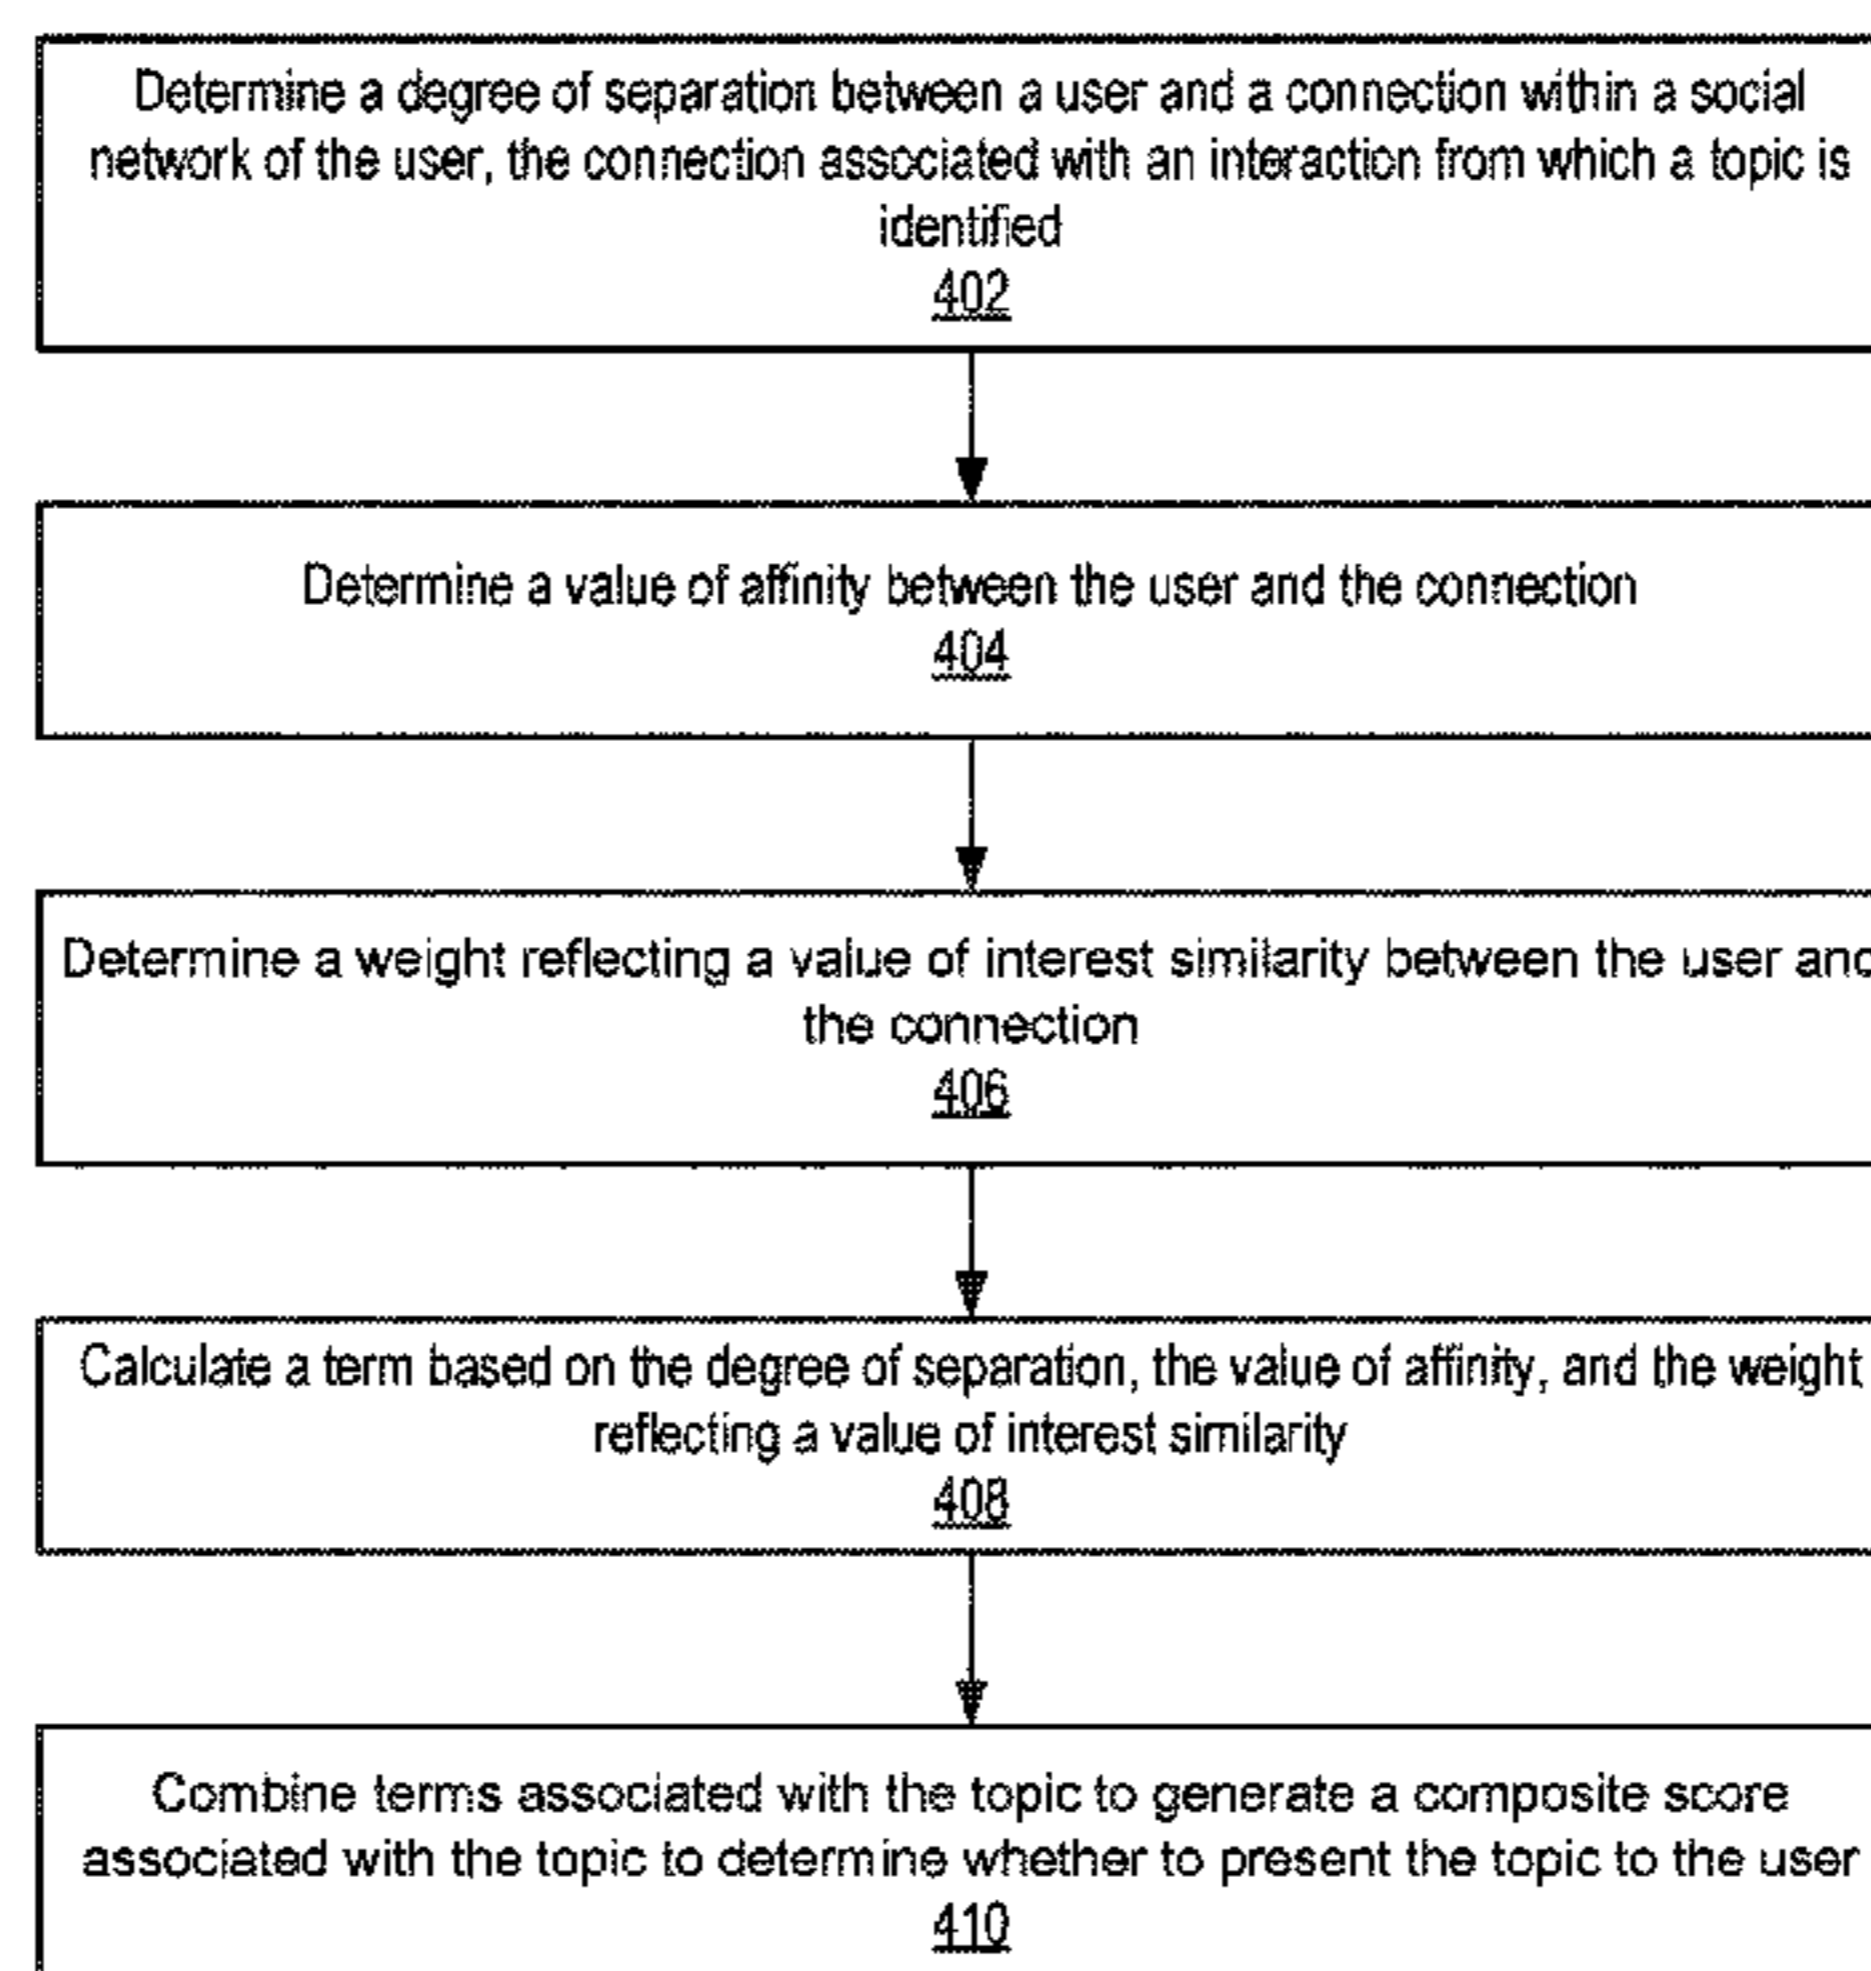 Determine a degree of separation between a user and a connection within a social
network of the user, the connection associated with an interaction from which a topic is
identified
402
Determine a value of affinity between the user and the connection
404
Determine a weight reflecting a value of interest similarity between the user and
the connection
406
Calculate a term based on the degree of separation, the value of affinity, and the weight
reflecting a value of interest similarity
408
Combine terms associated with the topic to generate a composite score
associated with the topic to determine whether to present the topic to the user
410